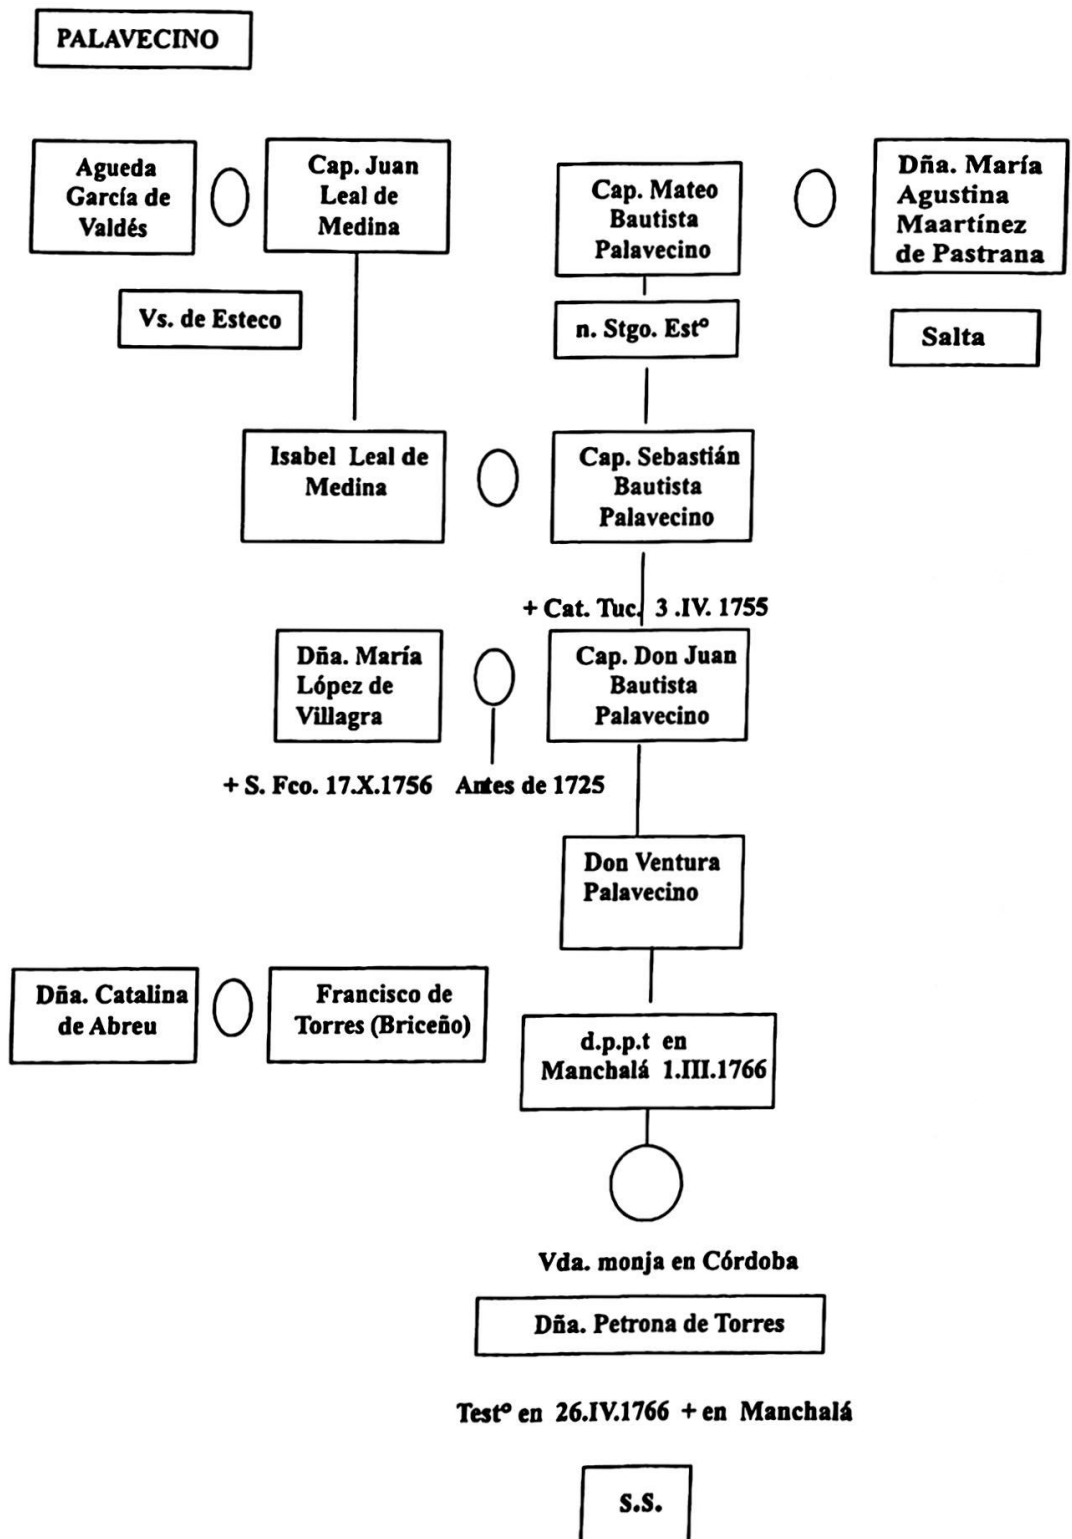 PALAVECINO
Agueda
García de
Valdés
Cap. Juan
Leal de
Medina
Cap. Mateo
Bautista
Palavecino
Dña. María
Agustina
Maartínez
de Pastrana
Vs. de Esteco
n. Stgo. Estº
Salta
Isabel Leal de
Medina
Cap. Sebastián
Bautista
Palavecino
+ Cat. Tuc. 3 .IV. 1755
Dña. María
López de
Villagra
Cap. Don Juan
Bautista
Palavecino
+ S. Fco. 17.X.1756 Antes de 1725
Don Ventura
Palavecino
Dña. Catalina
de Abreu
Francisco de
Torres (Briceño)
d.p.p.t en
Manchalá 1.III.1766
Vda. monja en Córdoba
Dña. Petrona de Torres
Testº en 26.IV.1766 + en Manchalá
S.S.